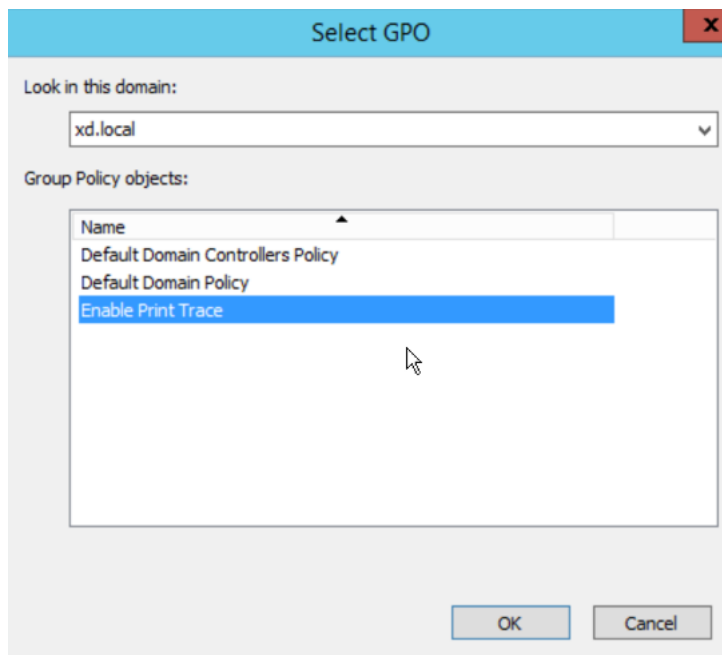 Select GPO
x
Look in this domain:
xd.local
Group Policy objects:
Name
Default Domain Controllers Policy
Default Domain Policy
Enable Print Trace
OK Cancel